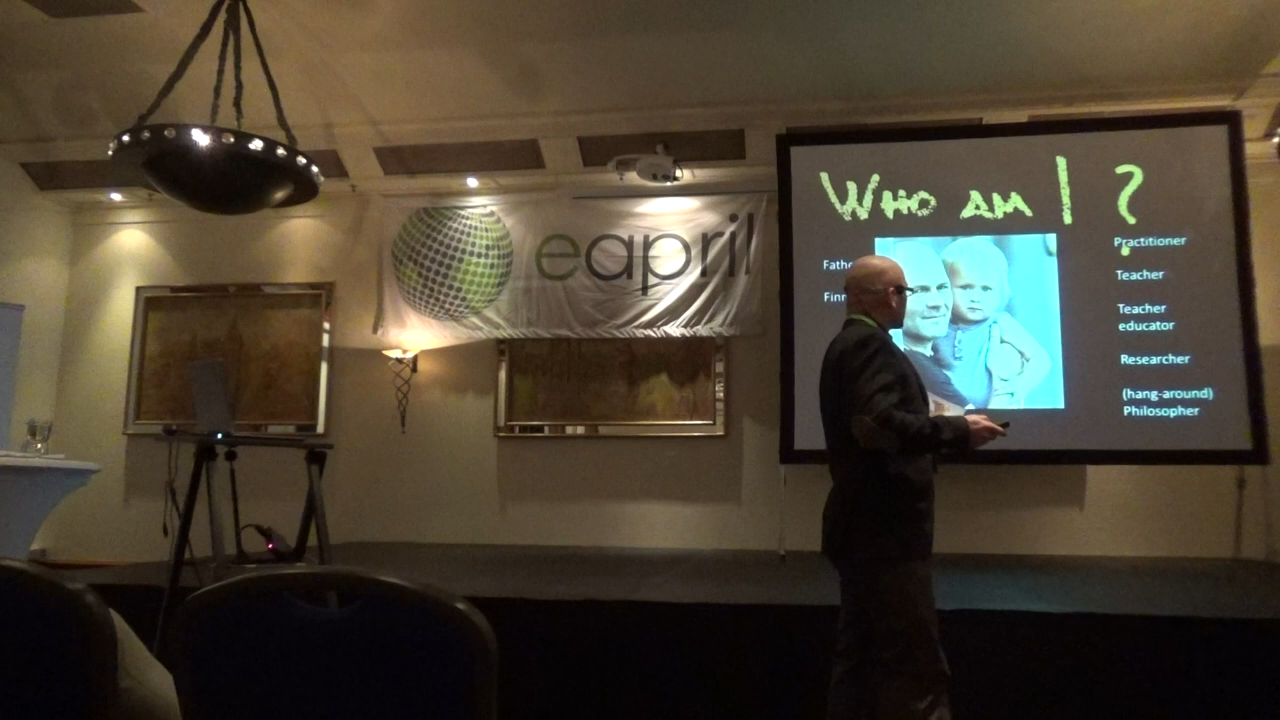 eapril
WHO AM I ?
Practitioner
Teacher
Teacher
educator
Researcher
(hang-around)
Philosopher